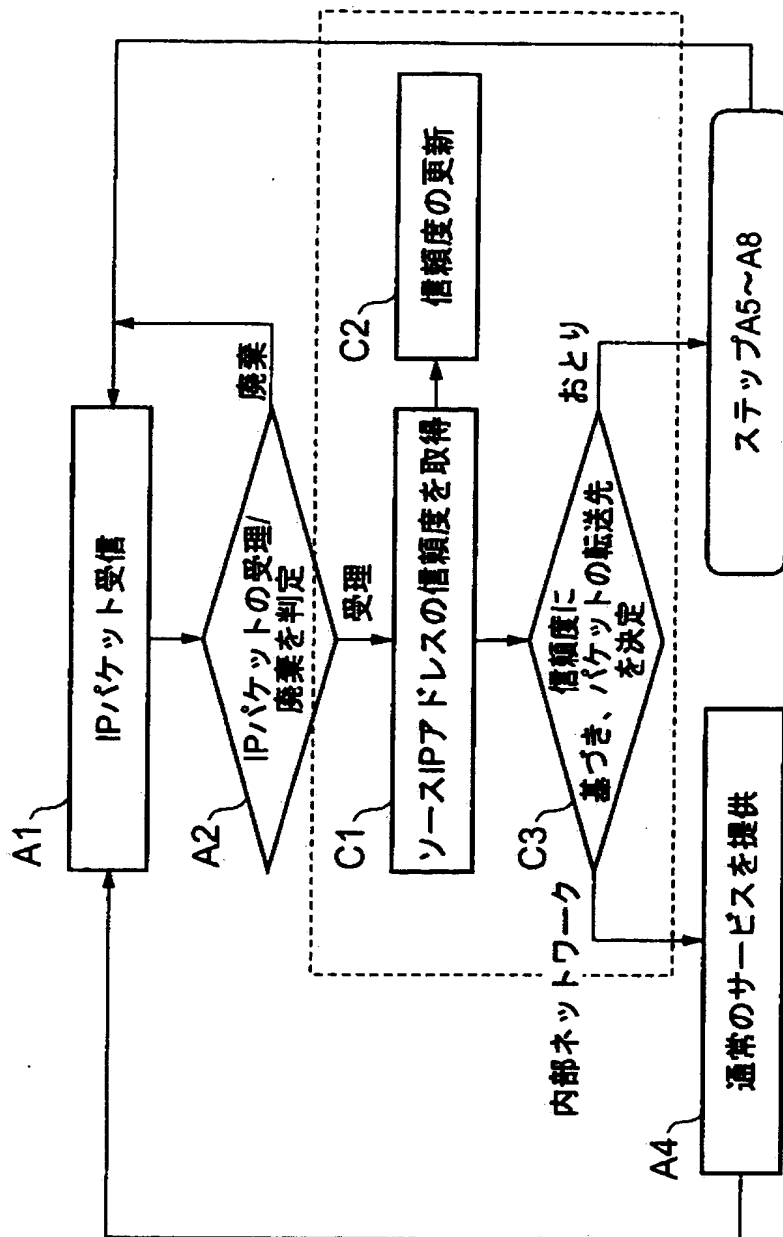 A1
IPパケット受信
A2
IPパケットの受理/
廃棄を判定
廃棄
受理
C1
ソースIPアドレスの信頼度を取得
C2
信頼度の更新
C3
信頼度に
基づき、パケットの転送先
を決定
内部ネットワーク
おとり
A4
通常のサービスを提供
ステップA5~A8